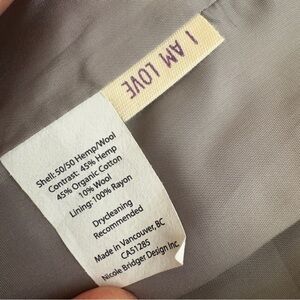 I AM LOVE
Shell: 50/50 Hemp/Wool
Contrast: 45% Hemp
45% Organic Cotton
10% Wool
Lining-100% Rayon
Drycleaning
Recommended
Made in Vancouver, BC
CA51285
Nicole Bridger Design Inc.